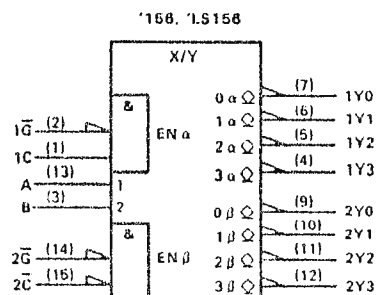 '156, 'LS156
X/Y
&
EN α
1G̅ (2)
1C (1)
A (13) 1
B (3) 2
&
EN β
2G̅ (14)
2C̅ (15)
0 α ◇ (7) 1Y0
1 α ◇ (6) 1Y1
2 α ◇ (5) 1Y2
3 α ◇ (4) 1Y3
0 β ◇ (9) 2Y0
1 β ◇ (10) 2Y1
2 β ◇ (11) 2Y2
3 β ◇ (12) 2Y3